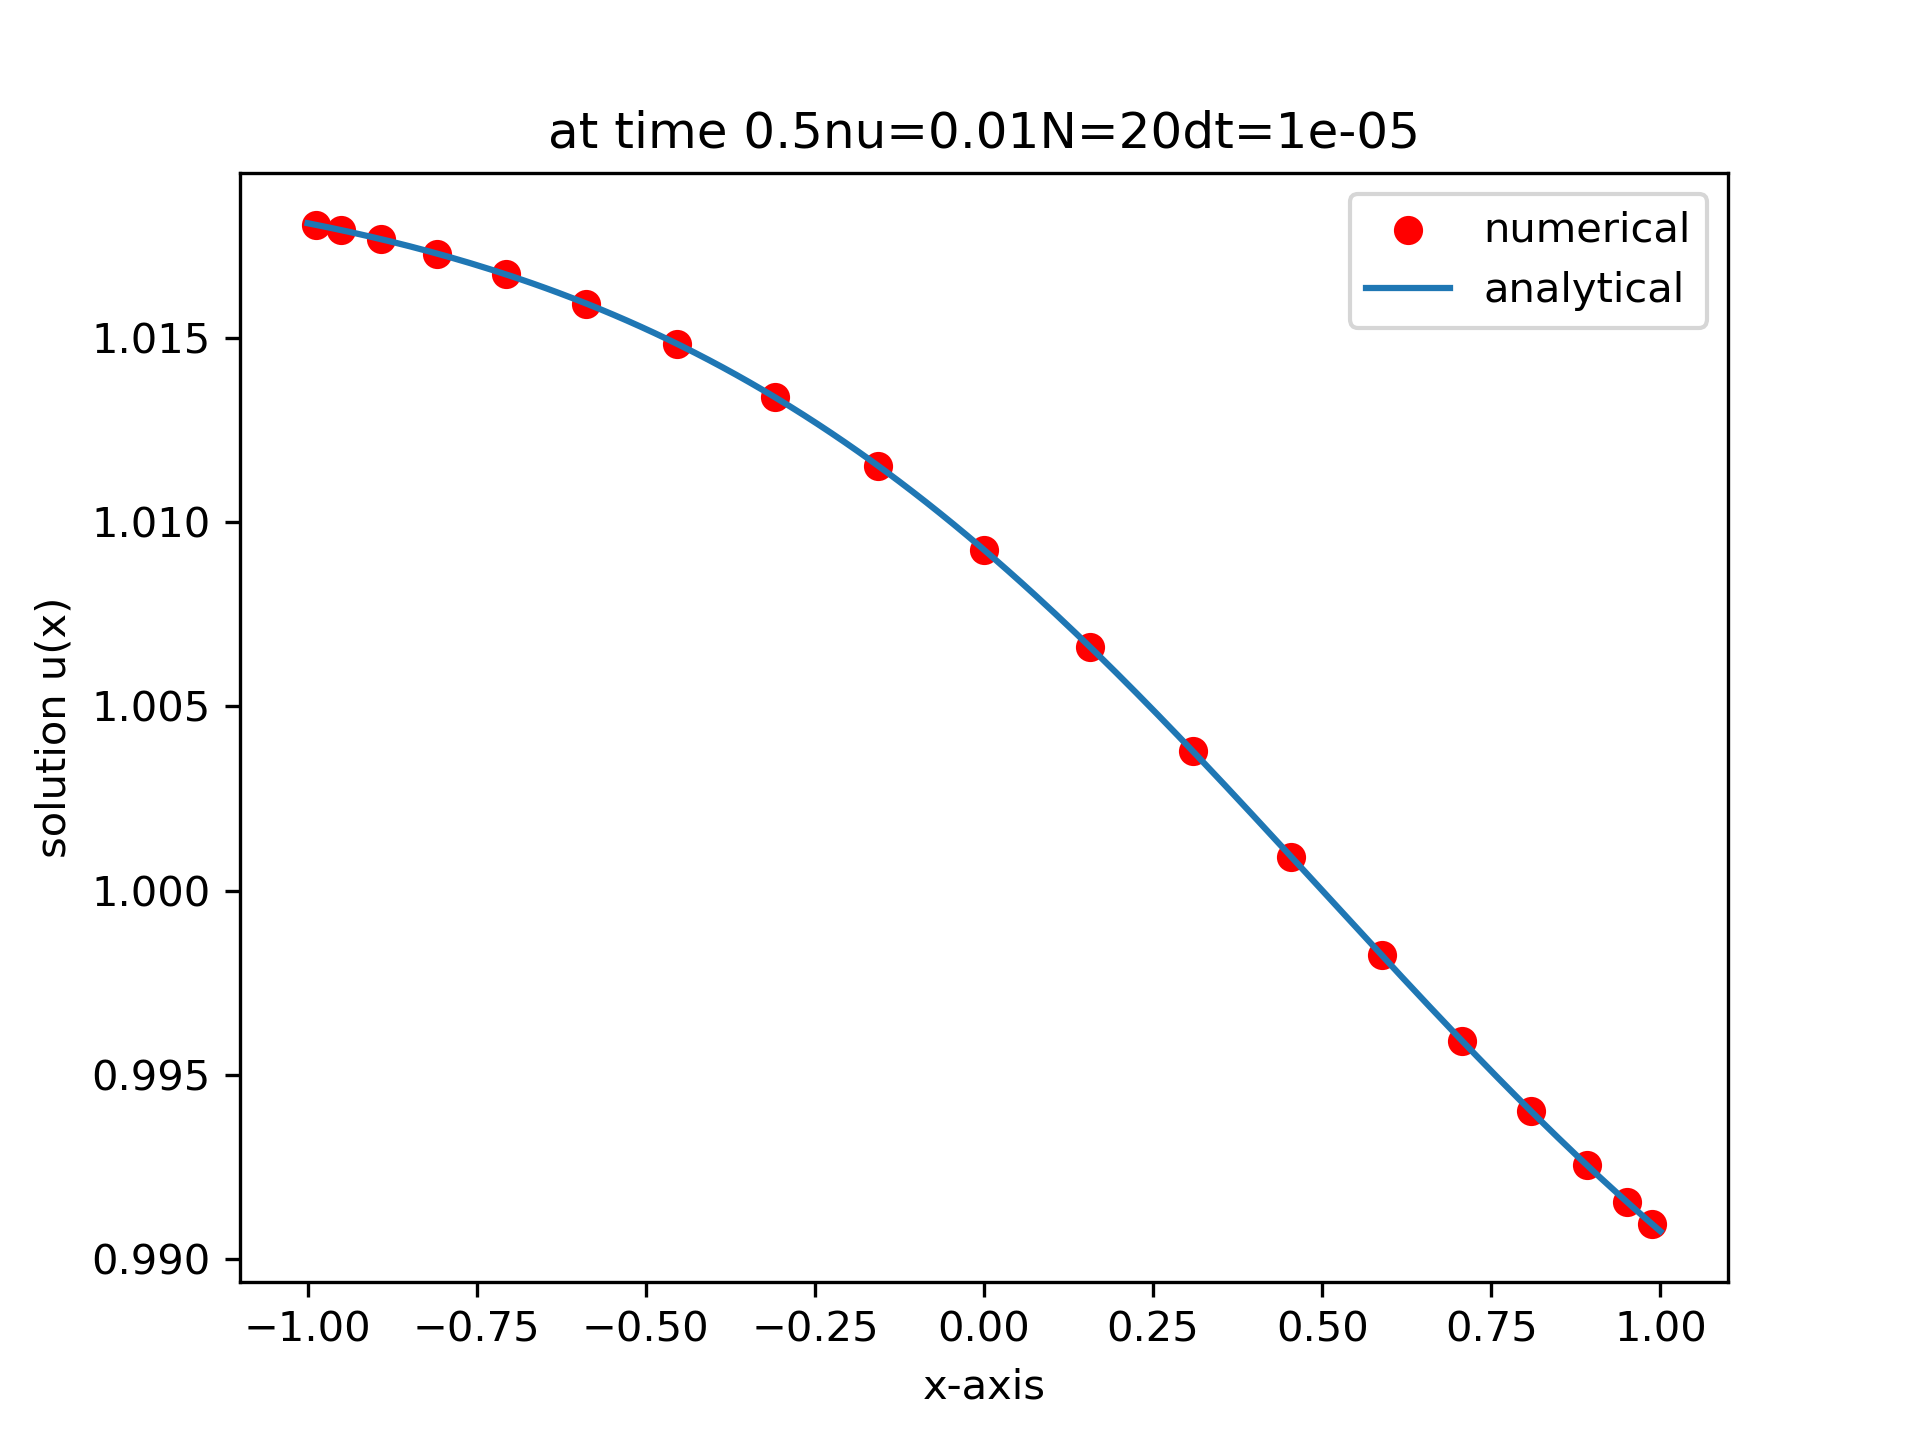 at time 0.5nu=0.01N=20dt=1e-05
numerical
analytical
solution u(x)
1.015
1.010
1.005
1.000
0.995
0.990
−1.00 −0.75 −0.50 −0.25 0.00 0.25 0.50 0.75 1.00
x-axis